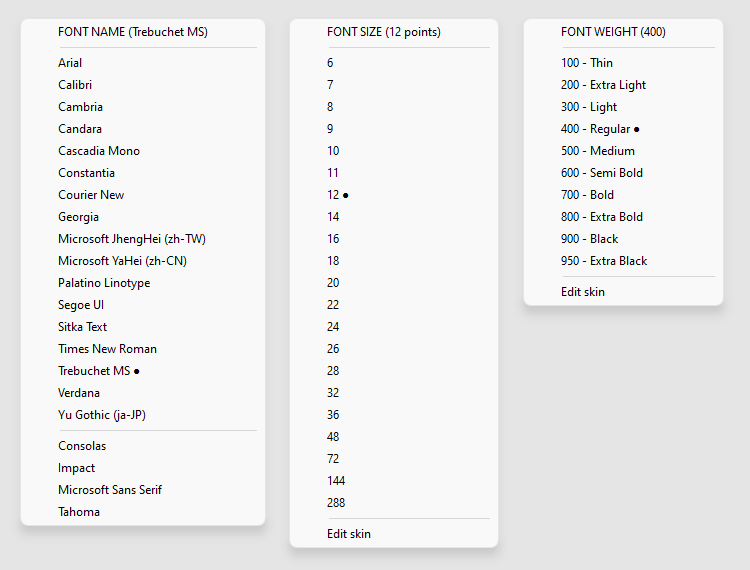 FONT NAME (Trebuchet MS)
Arial
Calibri
Cambria
Candara
Cascadia Mono
Constantia
Courier New
Georgia
Microsoft JhengHei (zh-TW)
Microsoft YaHei (zh-CN)
Palatino Linotype
Segoe UI
Sitka Text
Times New Roman
Trebuchet MS ●
Verdana
Yu Gothic (ja-JP)
Consolas
Impact
Microsoft Sans Serif
Tahoma
FONT SIZE (12 points)
6
7
8
9
10
11
12 ●
14
16
18
20
22
24
26
28
32
36
48
72
144
288
Edit skin
FONT WEIGHT (400)
100 - Thin
200 - Extra Light
300 - Light
400 - Regular ●
500 - Medium
600 - Semi Bold
700 - Bold
800 - Extra Bold
900 - Black
950 - Extra Black
Edit skin